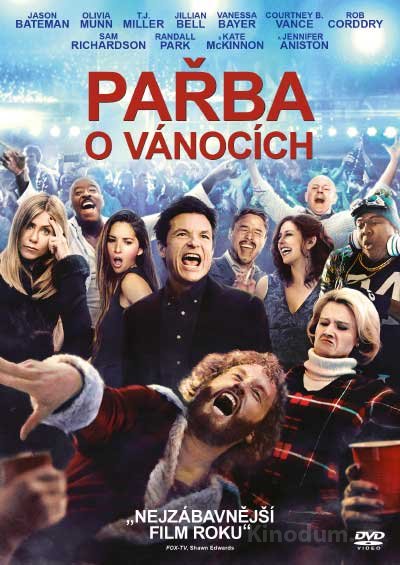 JASON BATEMAN OLIVIA MUNN T.J. MILLER JILLIAN BELL VANESSA BAYER COURTNEY B. VANCE ROB CORDDRY
SAM RICHARDSON RANDALL PARK & KATE McKINNON & JENNIFER ANISTON
PAŘBA
O VÁNOCÍCH
„NEJZÁBAVNĚJŠÍ
FILM ROKU“
FOX-TV, Shawn Edwards
Kinodum
DVD
VIDEO